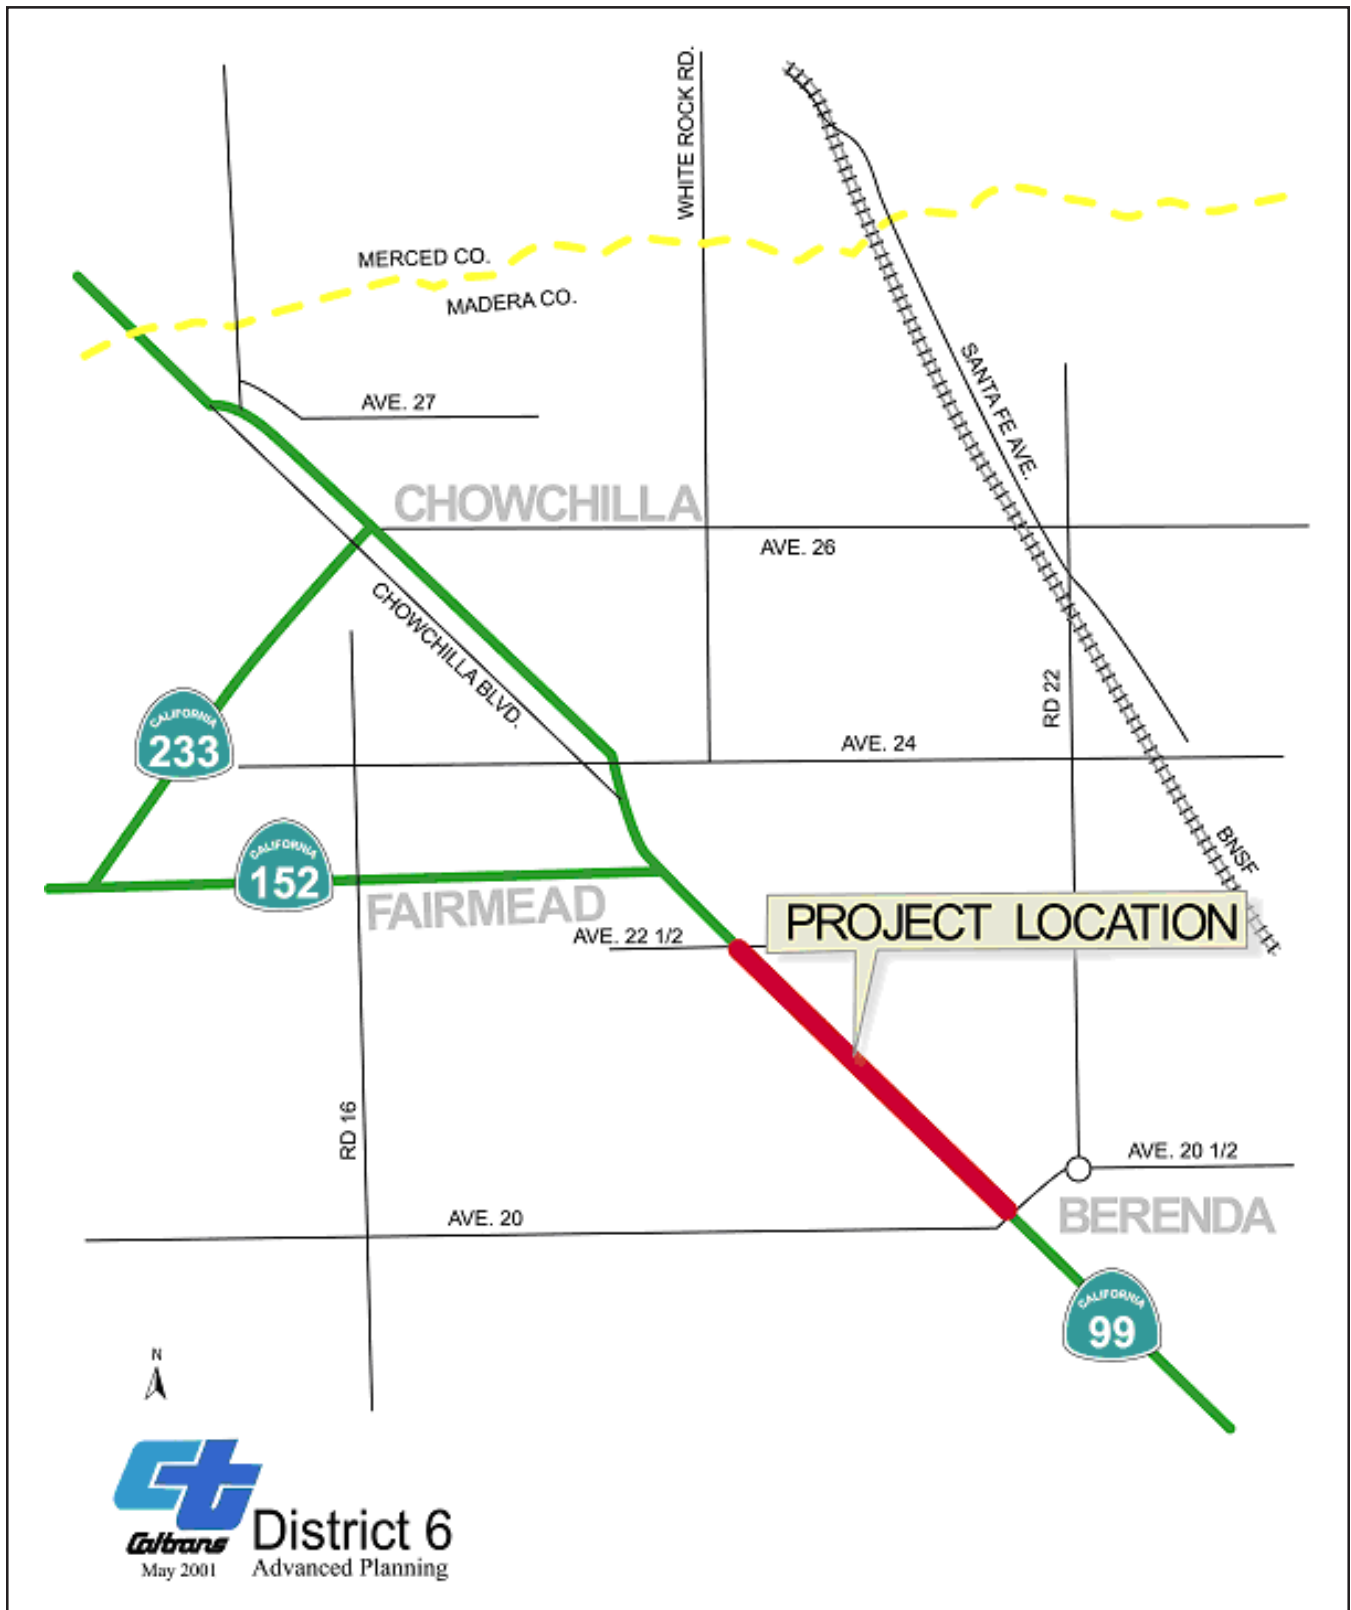 WHITE ROCK RD.
MERCED CO.
MADERA CO.
SANTA FE AVE.
AVE. 27
CHOWCHILLA
AVE. 26
CHOWCHILLA BLVD.
RD 22
CALIFORNIA
233
AVE. 24
CALIFORNIA
152
BNSF
FAIRMEAD
PROJECT LOCATION
AVE. 22 1/2
RD 16
AVE. 20 1/2
AVE. 20
BERENDA
CALIFORNIA
99
N
Caltrans
May 2001
District 6
Advanced Planning